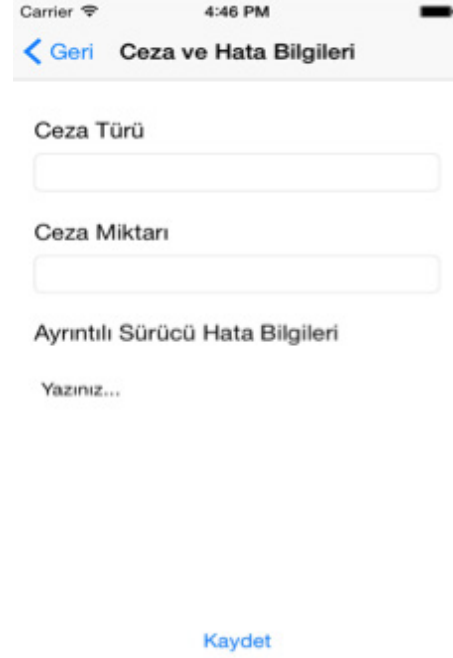 Carrier 4:46 PM
Geri Ceza ve Hata Bilgileri
Ceza Türü
Ceza Miktarı
Ayrıntılı Sürücü Hata Bilgileri
Yazınız...
Kaydet